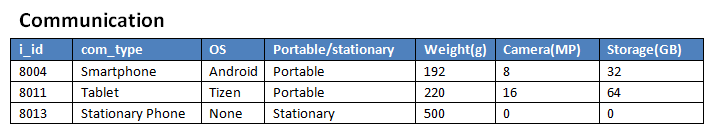 Communication
i_id com_type OS Portable/stationary Weight(g) Camera(MP) Storage(GB)
8004 Smartphone Android Portable 192 8 32
8011 Tablet Tizen Portable 220 16 64
8013 Stationary Phone None Stationary 500 0 0